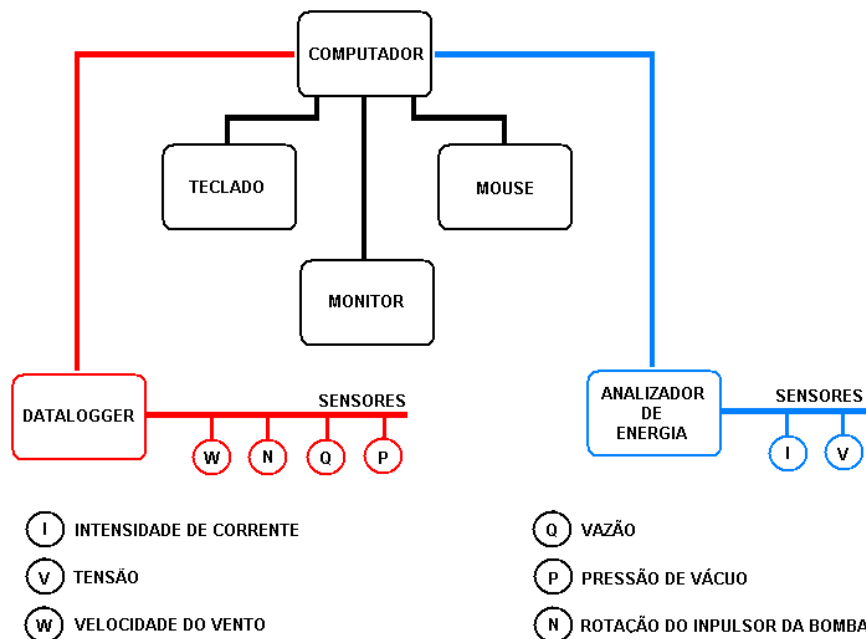 COMPUTADOR
TECLADO
MOUSE
MONITOR
DATALOGGER
SENSORES
W
N
Q
P
ANALIZADOR
DE
ENERGIA
SENSORES
I
V
I INTENSIDADE DE CORRENTE
Q VAZÃO
V TENSÃO
P PRESSÃO DE VÁCUO
W VELOCIDADE DO VENTO
N ROTAÇÃO DO INPULSOR DA BOMBA